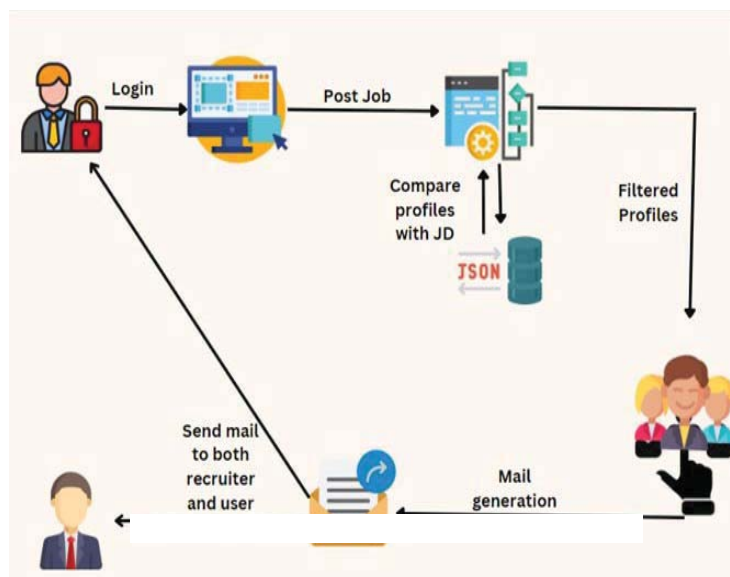 Login
Post Job
Compare
profiles
with JD
JSON
Filtered
Profiles
Send mail
to both
recruiter
and user
Mail
generation